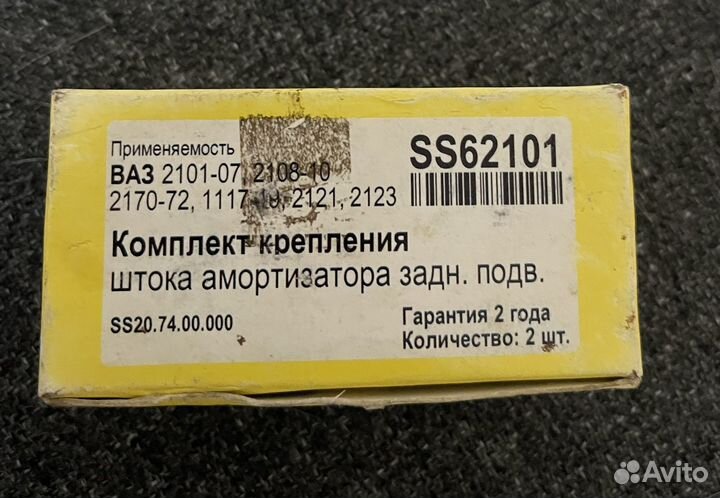 Применяемость
SS62101
ВАЗ 2101-07, 2108-10
2170-72, 1117-19, 2121, 2123
Комплект крепления
штока амортизатора задн. подв.
SS20.74.00.000
Гарантия 2 года
Количество: 2 шт.
Avito